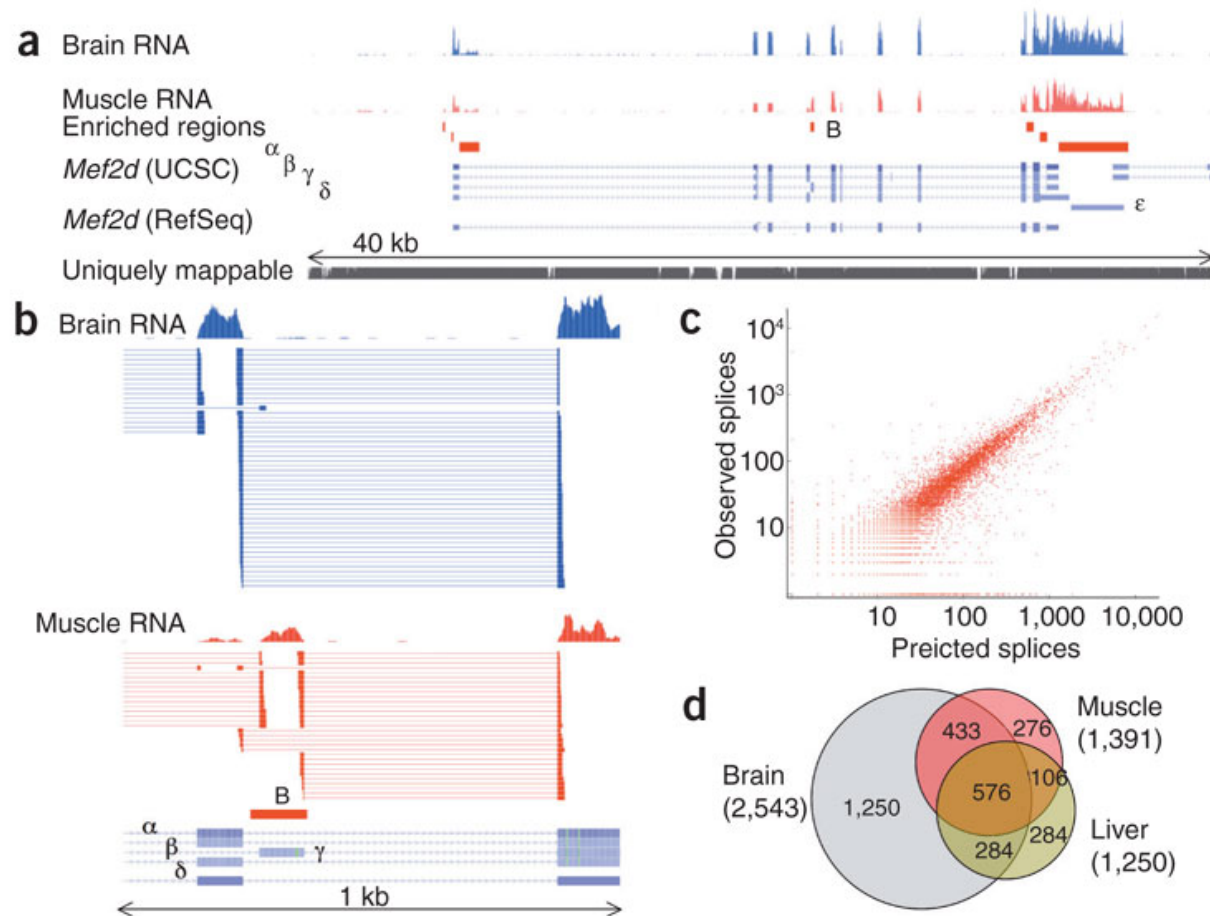 a
Brain RNA
Muscle RNA
Enriched regions
B
α β γ δ
Mef2d (UCSC)
ε
Mef2d (RefSeq)
40 kb
Uniquely mappable
b
Brain RNA
Muscle RNA
B
α
β
γ
δ
1 kb
c
Observed splices
10⁴
10³
100
10
10 100 1,000 10,000
Preicted splices
d
Brain
(2,543)
Muscle
(1,391)
Liver
(1,250)
433
276
106
576
1,250
284
284